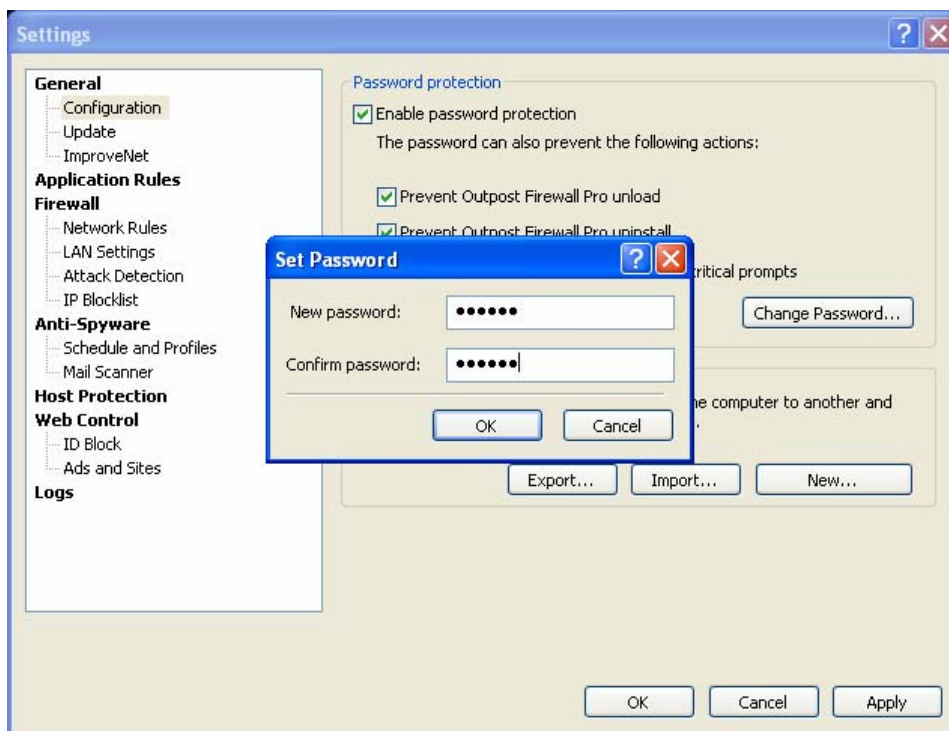 Settings
General
Configuration
Update
ImproveNet
Application Rules
Firewall
Network Rules
LAN Settings
Attack Detection
IP Blocklist
Anti-Spyware
Schedule and Profiles
Mail Scanner
Host Protection
Web Control
ID Block
Ads and Sites
Logs
Password protection
Enable password protection
The password can also prevent the following actions:
Prevent Outpost Firewall Pro unload
Prevent Outpost Firewall Pro uninstall
critical prompts
Change Password...
Set Password
New password: ••••••
Confirm password: ••••••
OK Cancel
computer to another and
Export... Import... New...
OK Cancel Apply